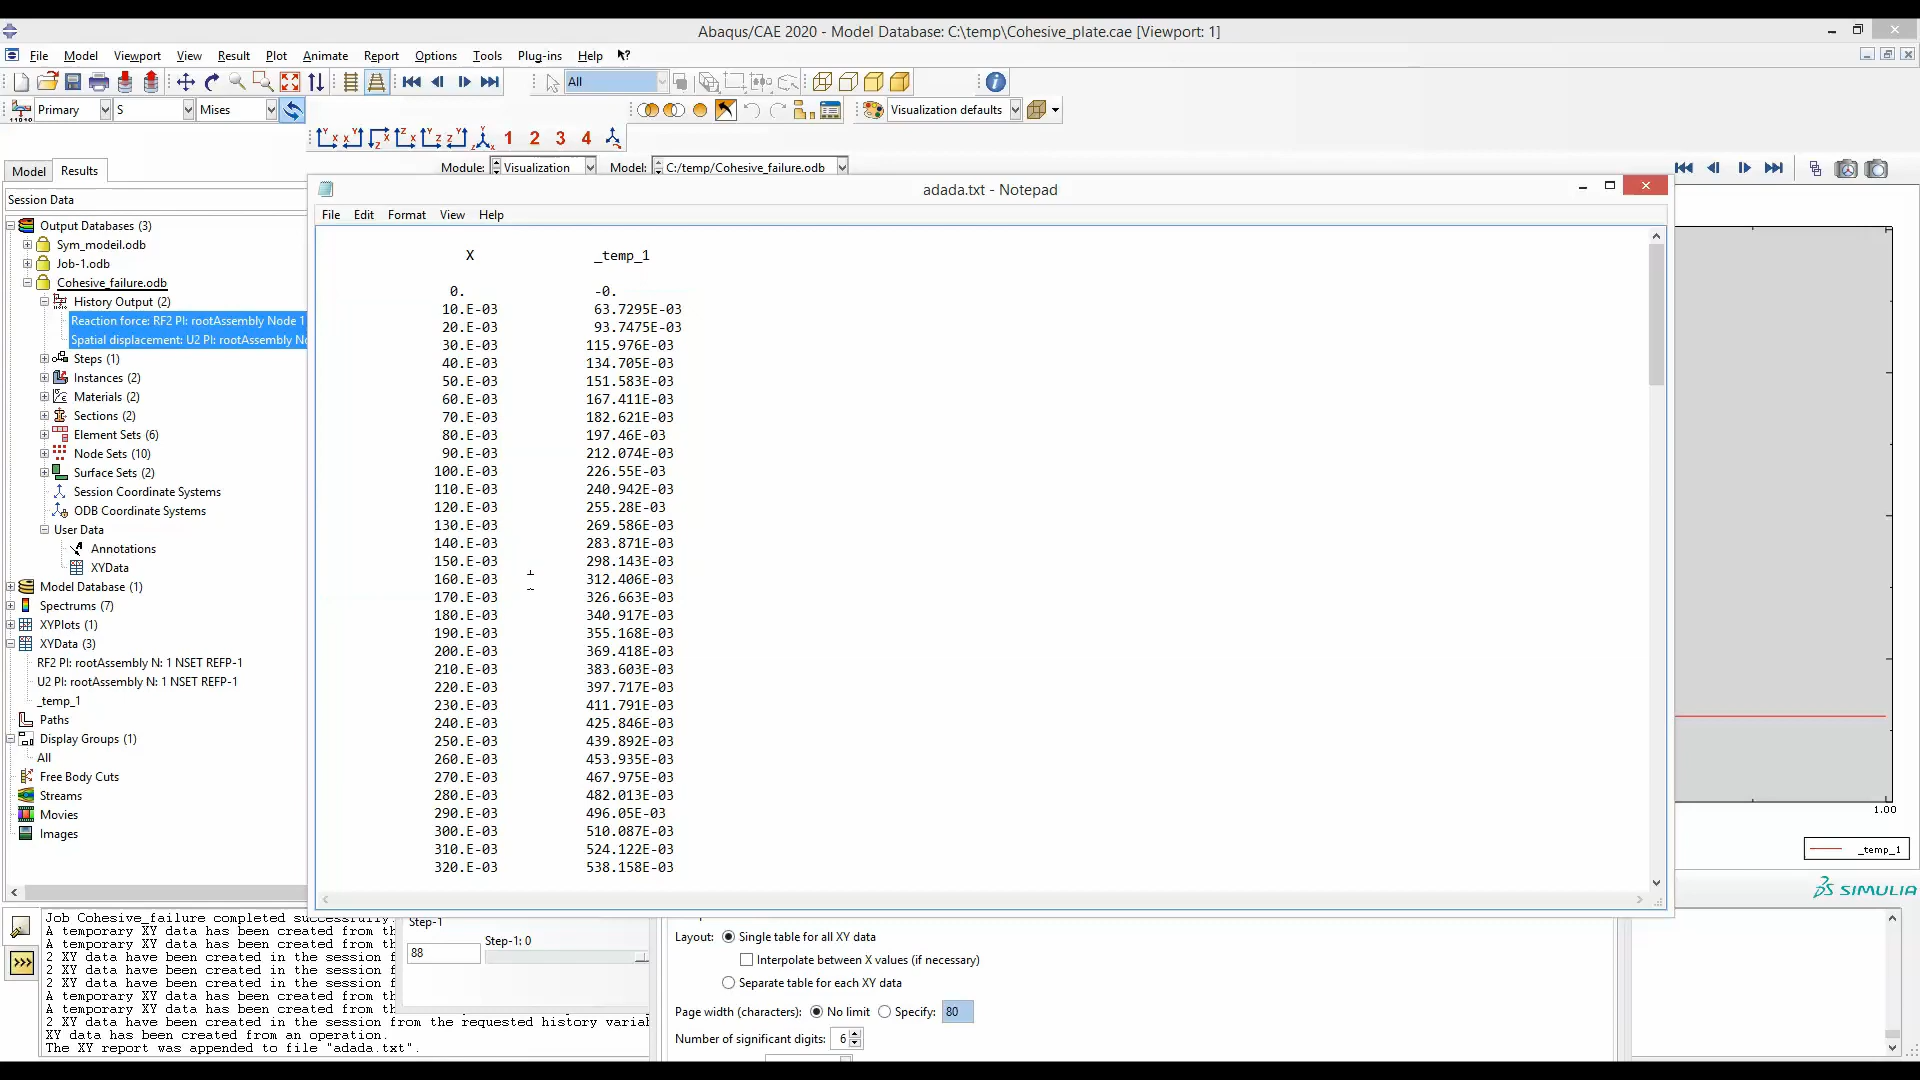 Abaqus/CAE 2020 - Model Database: C:\temp\Cohesive_plate.cae [Viewport: 1]
File Model Viewport View Result Plot Animate Report Options Tools Plug-ins Help
All
Primary S Mises Visualization defaults
1 2 3 4
Model Results Module: Visualization Model: C:/temp/Cohesive_failure.odb
Session Data
Output Databases (3)
Sym_modeil.odb
Job-1.odb
Cohesive_failure.odb
History Output (2)
Reaction force: RF2 PI: rootAssembly Node 1
Spatial displacement: U2 PI: rootAssembly No
Steps (1)
Instances (2)
Materials (2)
Sections (2)
Element Sets (6)
Node Sets (10)
Surface Sets (2)
Session Coordinate Systems
ODB Coordinate Systems
User Data
Annotations
XYData
Model Database (1)
Spectrums (7)
XYPlots (1)
XYData (3)
RF2 PI: rootAssembly N: 1 NSET REFP-1
U2 PI: rootAssembly N: 1 NSET REFP-1
_temp_1
Paths
Display Groups (1)
All
Free Body Cuts
Streams
Movies
Images
adada.txt - Notepad
File Edit Format View Help
X _temp_1
0. -0.
10.E-03 63.7295E-03
20.E-03 93.7475E-03
30.E-03 115.976E-03
40.E-03 134.705E-03
50.E-03 151.583E-03
60.E-03 167.411E-03
70.E-03 182.621E-03
80.E-03 197.46E-03
90.E-03 212.074E-03
100.E-03 226.55E-03
110.E-03 240.942E-03
120.E-03 255.28E-03
130.E-03 269.586E-03
140.E-03 283.871E-03
150.E-03 298.143E-03
160.E-03 312.406E-03
170.E-03 326.663E-03
180.E-03 340.917E-03
190.E-03 355.168E-03
200.E-03 369.418E-03
210.E-03 383.603E-03
220.E-03 397.717E-03
230.E-03 411.791E-03
240.E-03 425.846E-03
250.E-03 439.892E-03
260.E-03 453.935E-03
270.E-03 467.975E-03
280.E-03 482.013E-03
290.E-03 496.05E-03
300.E-03 510.087E-03
310.E-03 524.122E-03
320.E-03 538.158E-03
1.00
_temp_1
SIMULIA
Job Cohesive_failure completed successfully.
A temporary XY data has been created from th
A temporary XY data has been created from th
2 XY data have been created in the session f
2 XY data have been created in the session f
2 XY data have been created in the session f
A temporary XY data has been created from th
A temporary XY data has been created from th
2 XY data have been created in the session from the requested history varial
XY data has been created from an operation.
The XY report was appended to file "adada.txt".
Step-1
88 Step-1: 0
Layout: Single table for all XY data
Interpolate between X values (if necessary)
Separate table for each XY data
Page width (characters): No limit Specify: 80
Number of significant digits: 6